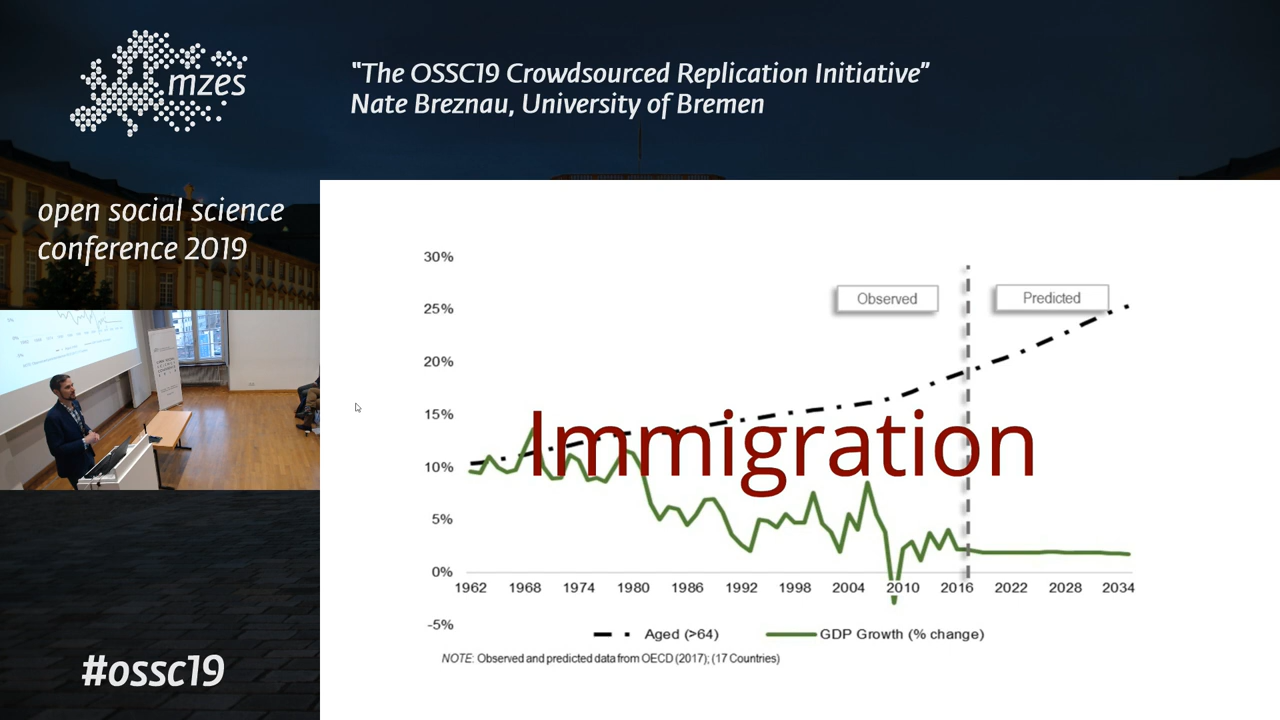 mzes
"The OSSC19 Crowdsourced Replication Initiative"
Nate Breznau, University of Bremen
open social science
conference 2019
30%
Observed
Predicted
25%
20%
15%
Immigration
10%
5%
0%
1962 1968 1974 1980 1986 1992 1998 2004 2010 2016 2022 2028 2034
-5%
Aged (>64) GDP Growth (% change)
NOTE: Observed and predicted data from OECD (2017); (17 Countries)
#ossc19